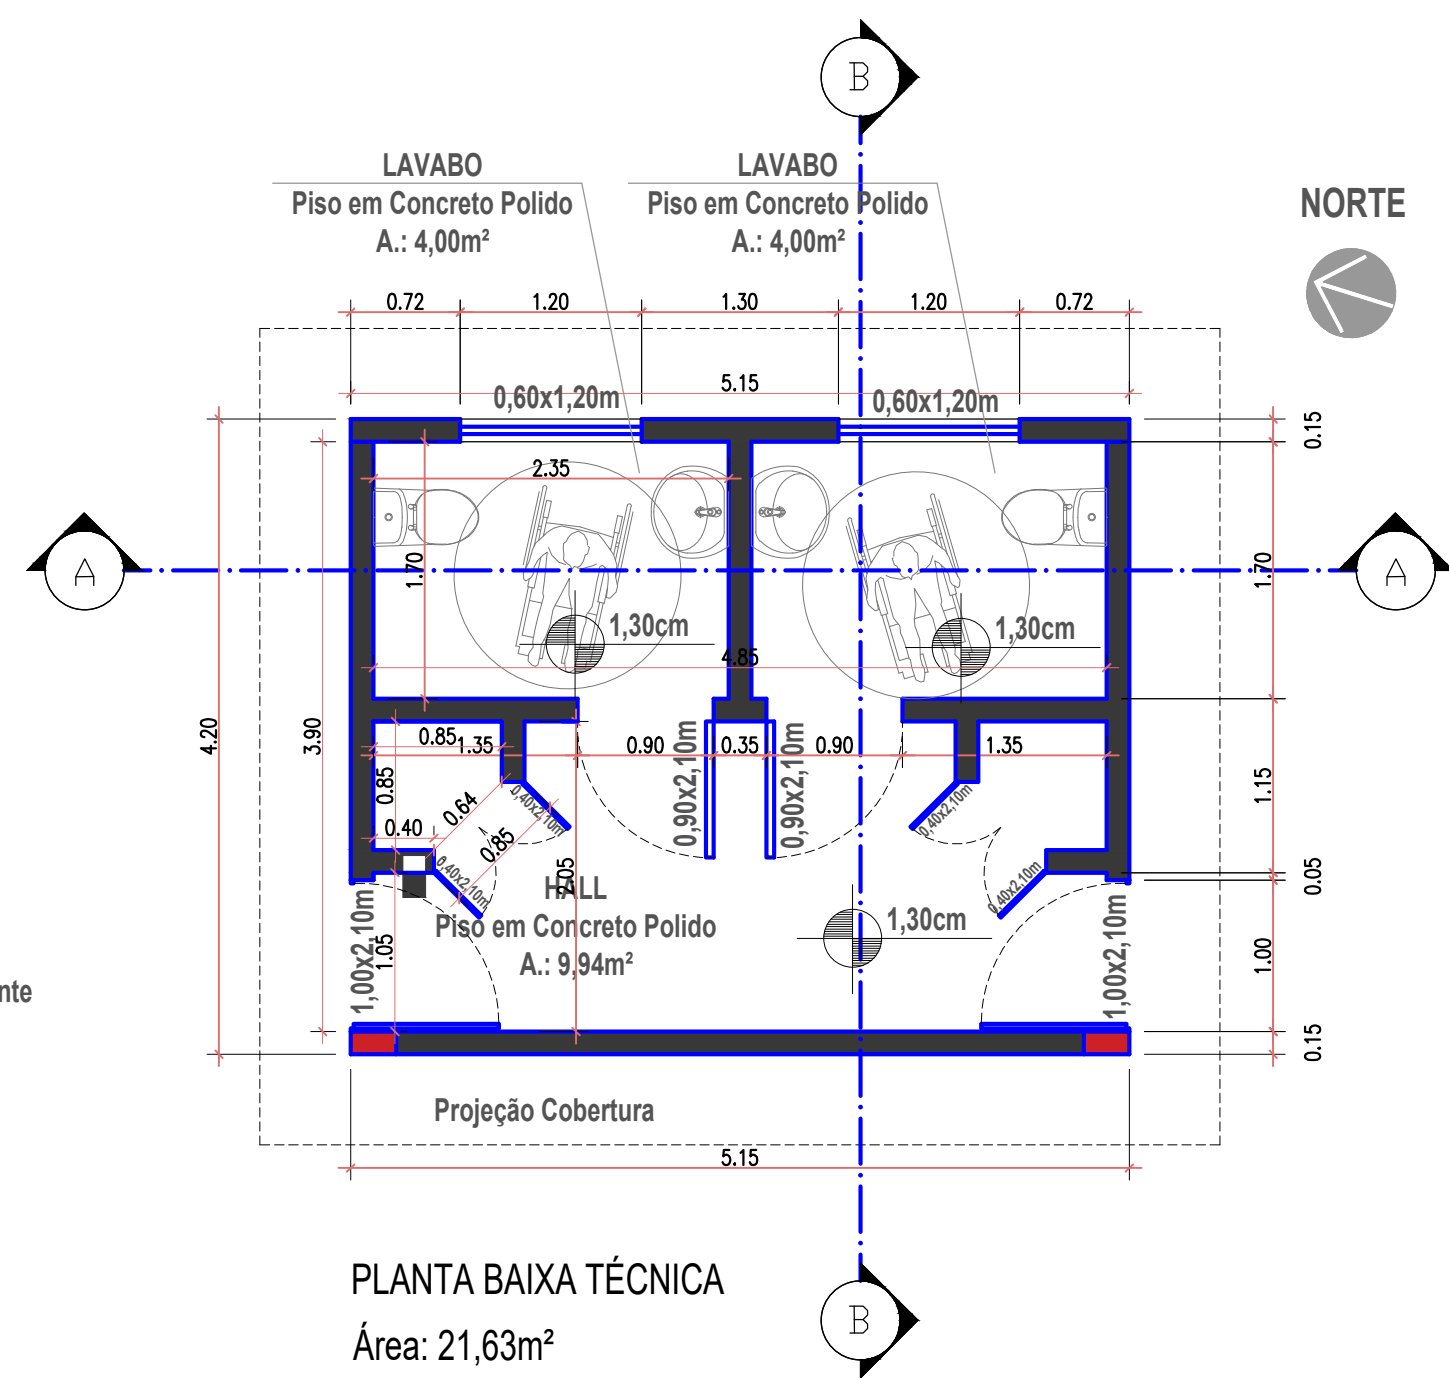 B
LAVABO
Piso em Concreto Polido
A.: 4,00m²
LAVABO
Piso em Concreto Polido
A.: 4,00m²
NORTE
0.72
1.20
1.30
1.20
0.72
5.15
0,60x1,20m
0,60x1,20m
0.15
2.35
A
1.70
1.70
A
1,30cm
1,30cm
4.85
4.20
3.90
0.85
1.35
0.90
0.35
0.90
1.35
0,90x2,10m
0,90x2,10m
0.85
0.64
0,40x2,10m
0,40x2,10m
1.15
0.40
0.85
0,40x2,10m
0,40x2,10m
2.05
0.05
HALL
Piso em Concreto Polido
A.: 9,94m²
1,30cm
1,00x2,10m
1.05
1,00x2,10m
1.00
nte
0.15
Projeção Cobertura
5.15
PLANTA BAIXA TÉCNICA
Área: 21,63m²
B